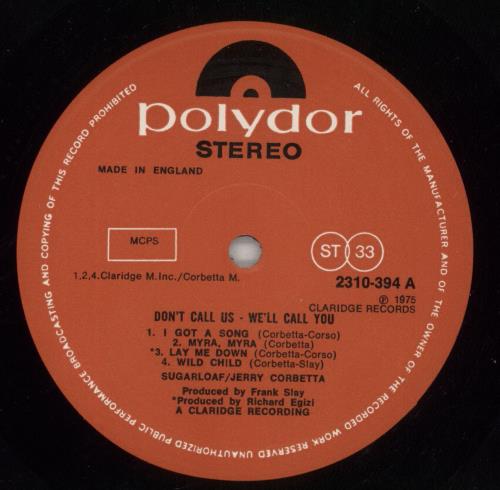 polydor
STEREO
MADE IN ENGLAND
MCPS
ST 33
1,2,4.Claridge M.Inc./Corbetta M.
2310-394 A
℗ 1975
CLARIDGE RECORDS
DON'T CALL US - WE'LL CALL YOU
1. I GOT A SONG (Corbetta-Corso)
2. MYRA, MYRA (Corbetta)
*3. LAY ME DOWN (Corbetta-Corso)
4. WILD CHILD (Corbetta-Slay)
SUGARLOAF/JERRY CORBETTA
Produced by Frank Slay
*Produced by Richard Egizi
A CLARIDGE RECORDING
ALL RIGHTS OF THE MANUFACTURER AND OF THE OWNER OF THE RECORDED WORK RESERVED UNAUTHORIZED PUBLIC PERFORMANCE BROADCASTING AND COPYING OF THIS RECORD PROHIBITED